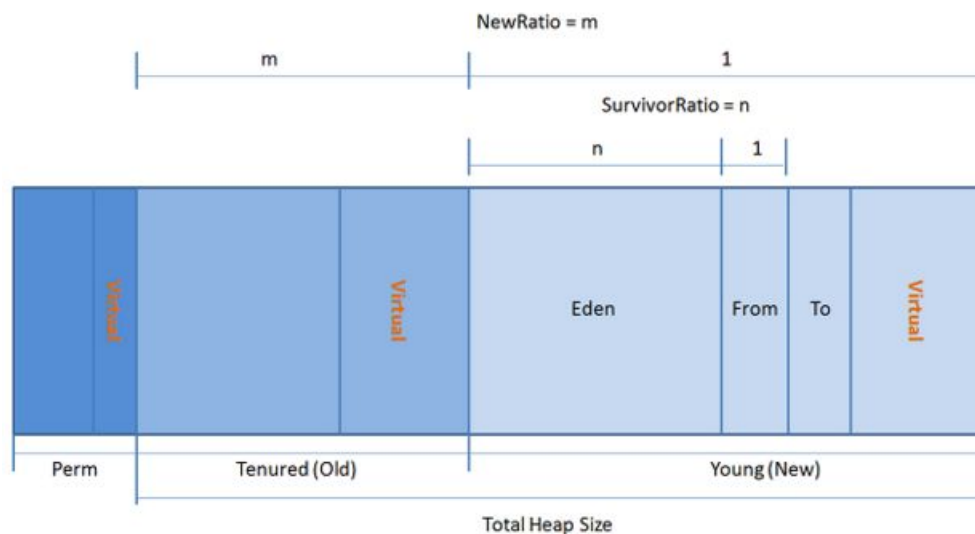 NewRatio = m
m 1
SurvivorRatio = n
n 1
Virtual Virtual Eden From To Virtual
Perm Tenured (Old) Young (New)
Total Heap Size